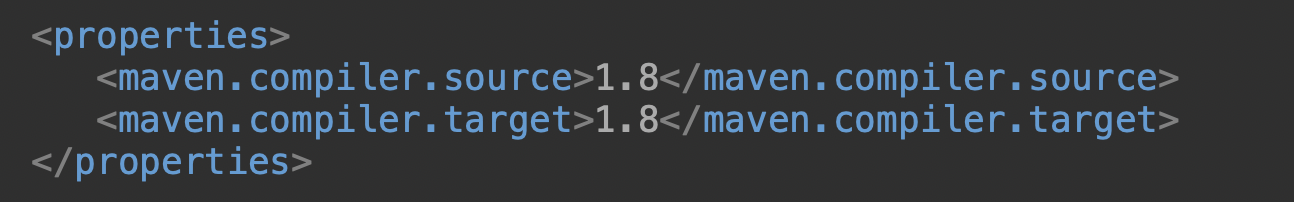 <properties>
   <maven.compiler.source>1.8</maven.compiler.source>
   <maven.compiler.target>1.8</maven.compiler.target>
</properties>